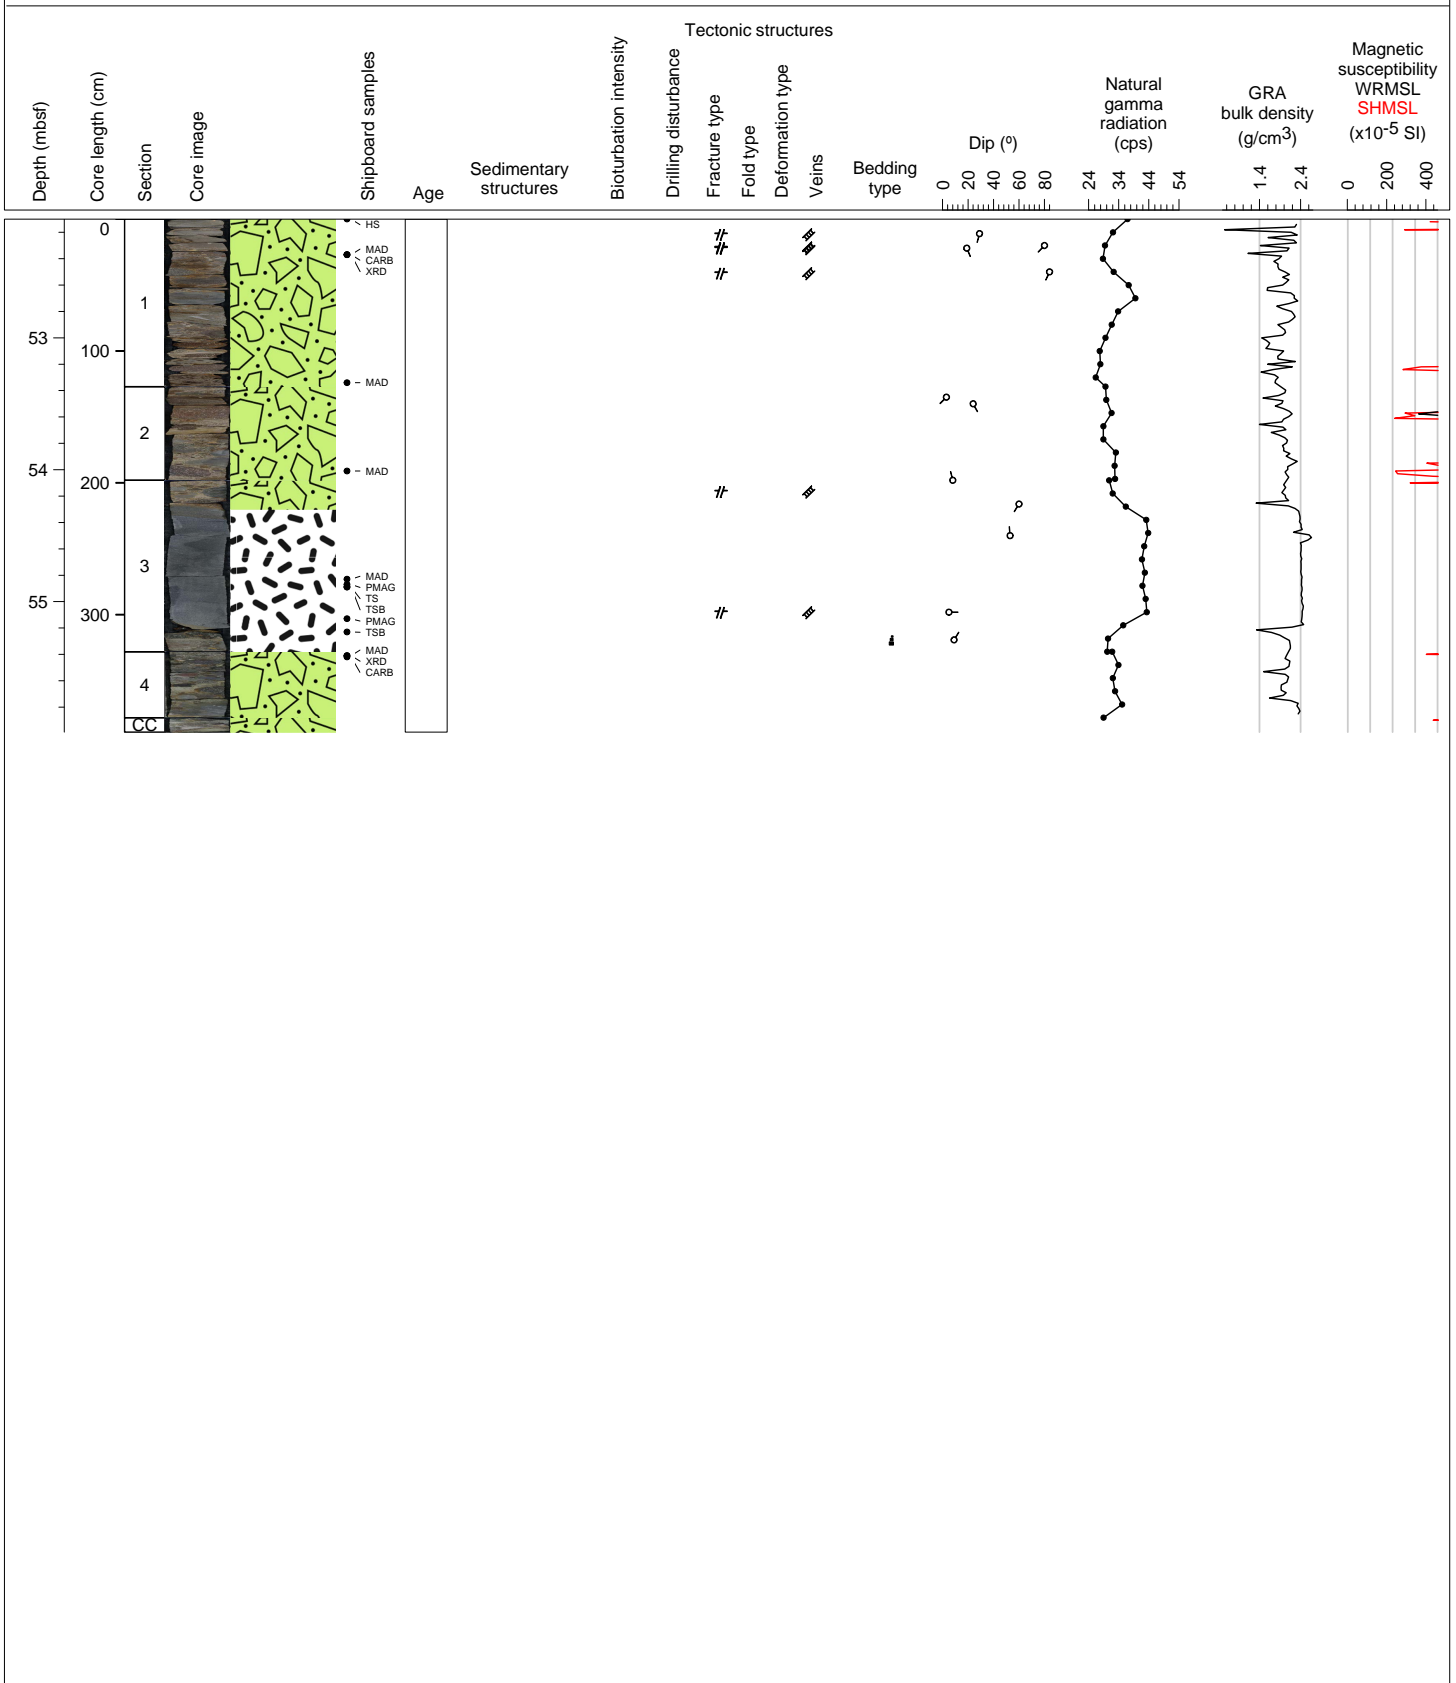 Tectonic structures
Depth (mbsf)
Core length (cm)
Section
Core image
Shipboard samples
Age
Sedimentary
structures
Bioturbation intensity
Drilling disturbance
Fracture type
Fold type
Deformation type
Veins
Bedding
type
Dip (º)
0 20 40 60 80
Natural
gamma
radiation
(cps)
24 34 44 54
GRA
bulk density
(g/cm3)
1.4 2.4
Magnetic
susceptibility
WRMSL
SHMSL
(x10-5 SI)
0 200 400
53
54
55
0
100
200
300
1
2
3
4
CC
HS
MAD
CARB
XRD
MAD
MAD
MAD
PMAG
TS
TSB
PMAG
TSB
MAD
XRD
CARB